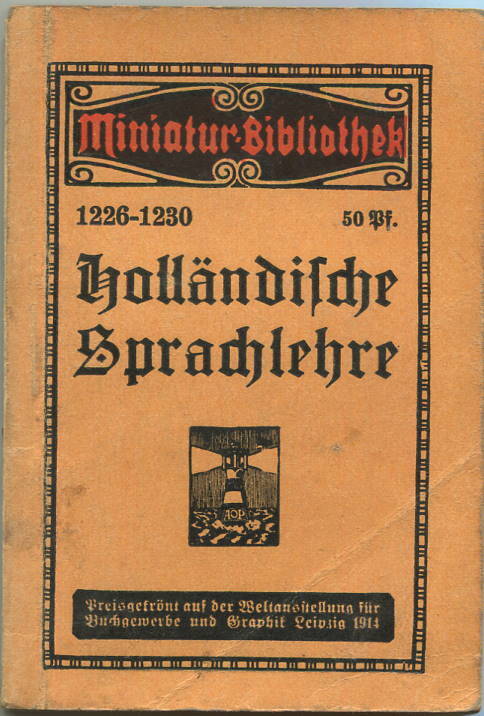 Miniatur-Bibliothek
1226-1230
50 Pf.
Holländiſche
Sprachlehre
AOP
Preisgekrönt auf der Weltausſtellung für
Buchgewerbe und Graphik Leipzig 1914